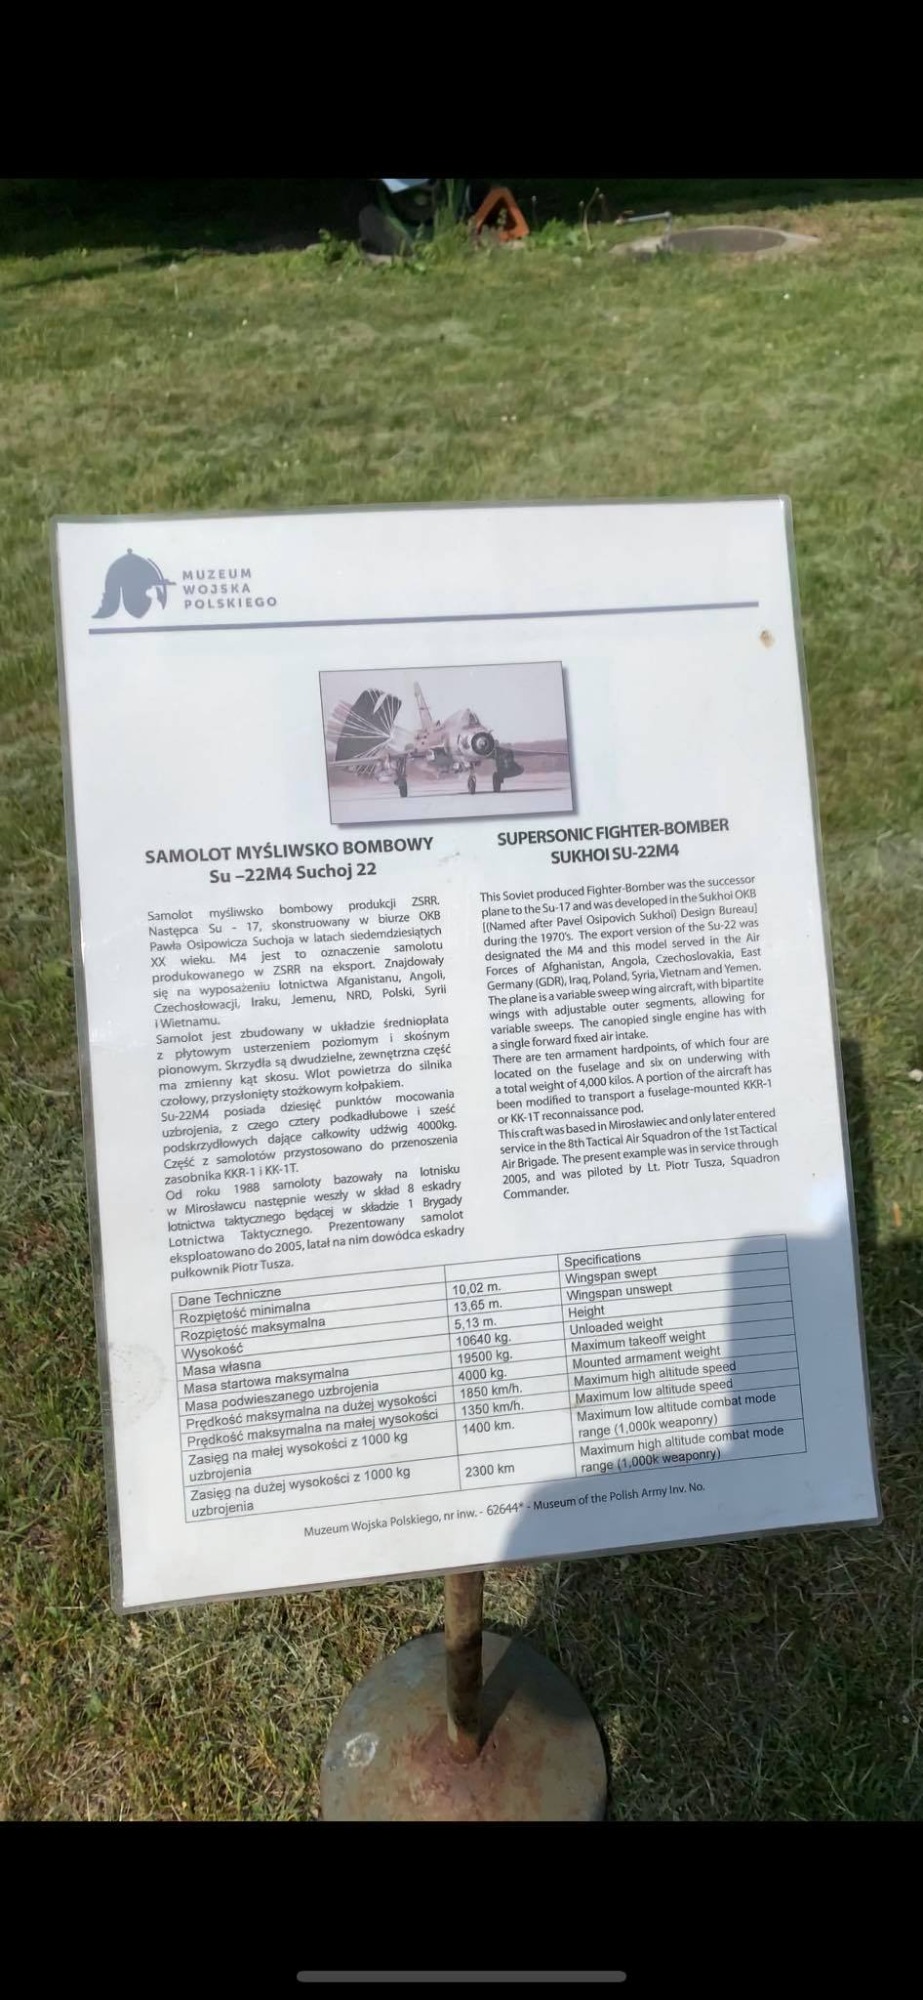 MUZEUM
WOJSKA
POLSKIEGO
SAMOLOT MYŚLIWSKO BOMBOWY
Su –22M4 Suchoj 22
Samolot myśliwsko bombowy produkcji ZSRR.
Następca Su - 17, skonstruowany w biurze OKB
Pawła Osipowicza Suchoja w latach siedemdziesiątych
XX wieku. M4 jest to oznaczenie samolotu
produkowanego w ZSRR na eksport. Znajdowały
się na wyposażeniu lotnictwa Afganistanu, Angoli,
Czechosłowacji, Iraku, Jemenu, NRD, Polski, Syrii
i Wietnamu.
Samolot jest zbudowany w układzie średniopłata
z płytowym usterzeniem poziomym i skośnym
pionowym. Skrzydła są dwudzielne, zewnętrzna część
ma zmienny kąt skosu. Wlot powietrza do silnika
czołowy, przysłonięty stożkowym kołpakiem.
Su-22M4 posiada dziesięć punktów mocowania
uzbrojenia, z czego cztery podkadłubowe i sześć
podskrzydłowych dające całkowity udźwig 4000kg.
Część z samolotów przystosowano do przenoszenia
zasobnika KKR-1 i KK-1T.
Od roku 1988 samoloty bazowały na lotnisku
w Mirosławcu następnie weszły w skład 8 eskadry
lotnictwa taktycznego będącej w składzie 1 Brygady
Lotnictwa Taktycznego. Prezentowany samolot
eksploatowano do 2005, latał na nim dowódca eskadry
pułkownik Piotr Tusza.
SUPERSONIC FIGHTER-BOMBER
SUKHOI SU-22M4
This Soviet produced Fighter-Bomber was the successor
plane to the Su-17 and was developed in the Sukhoi OKB
[(Named after Pavel Osipovich Sukhoi) Design Bureau]
during the 1970's. The export version of the Su-22 was
designated the M4 and this model served in the Air
Forces of Afghanistan, Angola, Czechoslovakia, East
Germany (GDR), Iraq, Poland, Syria, Vietnam and Yemen.
The plane is a variable sweep wing aircraft, with bipartite
wings with adjustable outer segments, allowing for
variable sweeps. The canopied single engine has with
a single forward fixed air intake.
There are ten armament hardpoints, of which four are
located on the fuselage and six on underwing with
a total weight of 4,000 kilos. A portion of the aircraft has
been modified to transport a fuselage-mounted KKR-1
or KK-1T reconnaissance pod.
This craft was based in Mirosławiec and only later entered
service in the 8th Tactical Air Squadron of the 1st Tactical
Air Brigade. The present example was in service through
2005, and was piloted by Lt. Piotr Tusza, Squadron
Commander.
Dane Techniczne Specifications
Rozpiętość minimalna 10,02 m. Wingspan swept
Rozpiętość maksymalna 13,65 m. Wingspan unswept
Wysokość 5,13 m. Height
Masa własna 10640 kg. Unloaded weight
Masa startowa maksymalna 19500 kg. Maximum takeoff weight
Masa podwieszanego uzbrojenia 4000 kg. Mounted armament weight
Prędkość maksymalna na dużej wysokości 1850 km/h. Maximum high altitude speed
Prędkość maksymalna na małej wysokości 1350 km/h. Maximum low altitude speed
Zasięg na małej wysokości z 1000 kg 1400 km. Maximum low altitude combat mode
uzbrojenia range (1,000k weaponry)
Zasięg na dużej wysokości z 1000 kg 2300 km Maximum high altitude combat mode
uzbrojenia range (1,000k weaponry)
Muzeum Wojska Polskiego, nr inw. - 62644* - Museum of the Polish Army Inv. No.